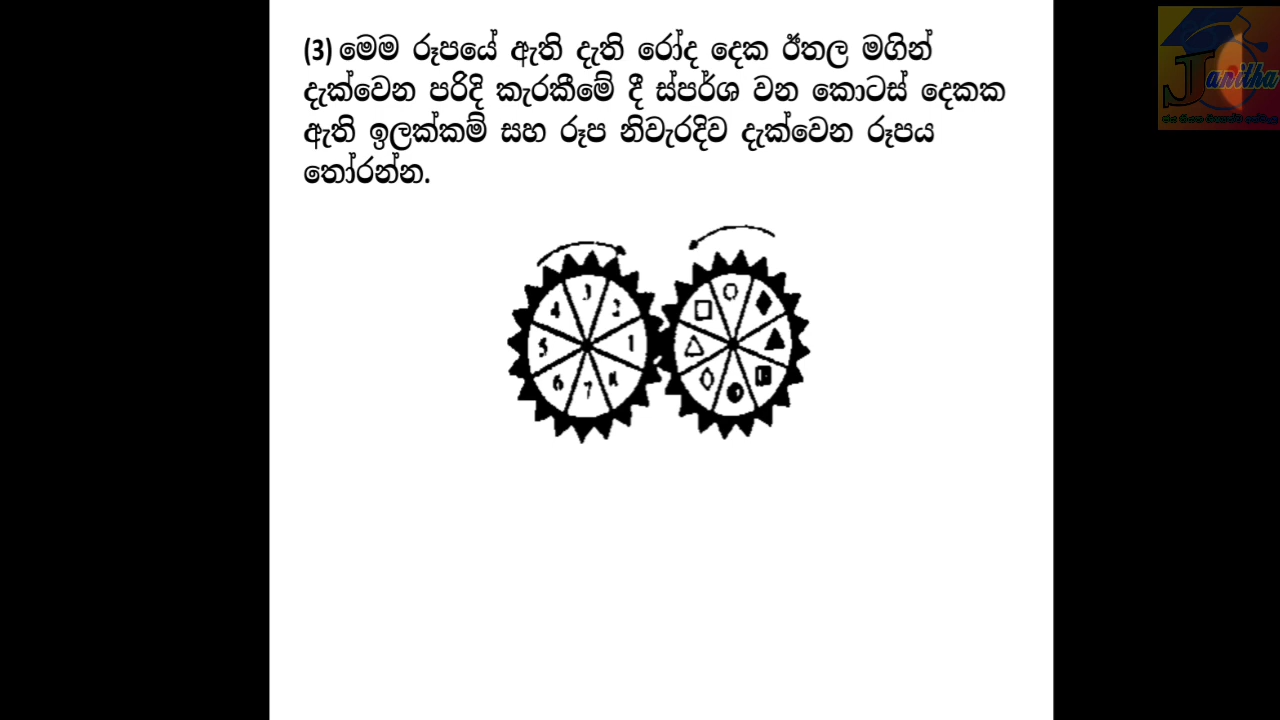 (3) මෙම රූපයේ ඇති දැති රෝද දෙක ඊතල මගින්
දැක්වෙන පරිදි කැරකීමේ දී ස්පර්ශ වන කොටස් දෙකක
ඇති ඉලක්කම් සහ රූප නිවැරදිව දැක්වෙන රූපය
තෝරන්න.
Janitha
3
4
2
5
1
6
7